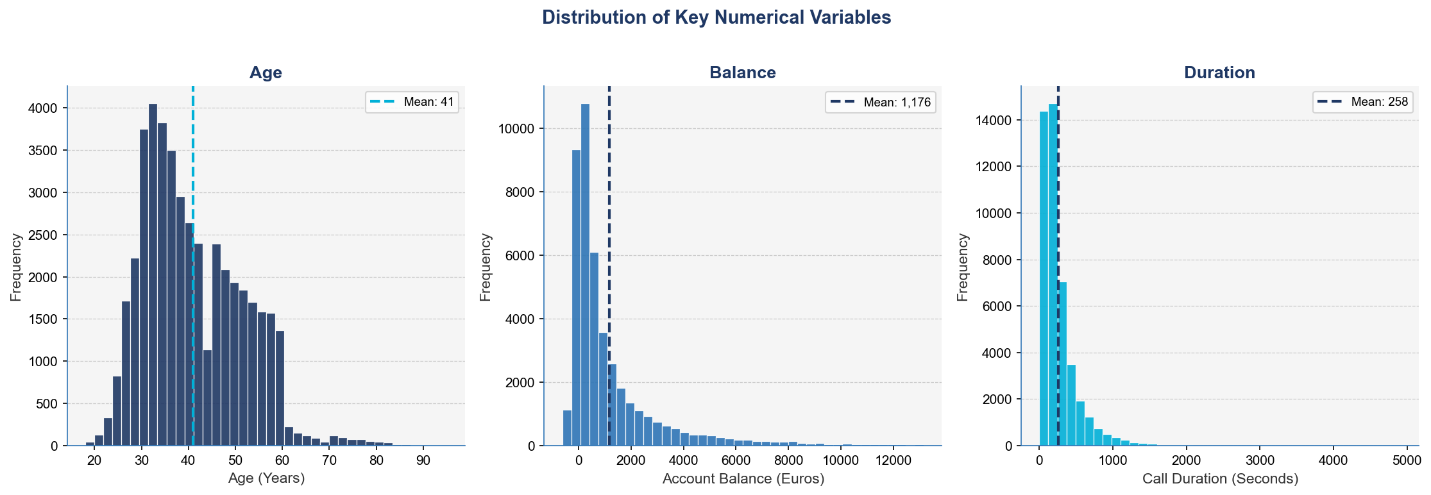 Distribution of Key Numerical Variables
Age
Mean: 41
4000
3500
3000
2500
2000
1500
1000
500
0
Frequency
20 30 40 50 60 70 80 90
Age (Years)
Balance
Mean: 1,176
10000
8000
6000
4000
2000
0
Frequency
0 2000 4000 6000 8000 10000 12000
Account Balance (Euros)
Duration
Mean: 258
14000
12000
10000
8000
6000
4000
2000
0
Frequency
0 1000 2000 3000 4000 5000
Call Duration (Seconds)